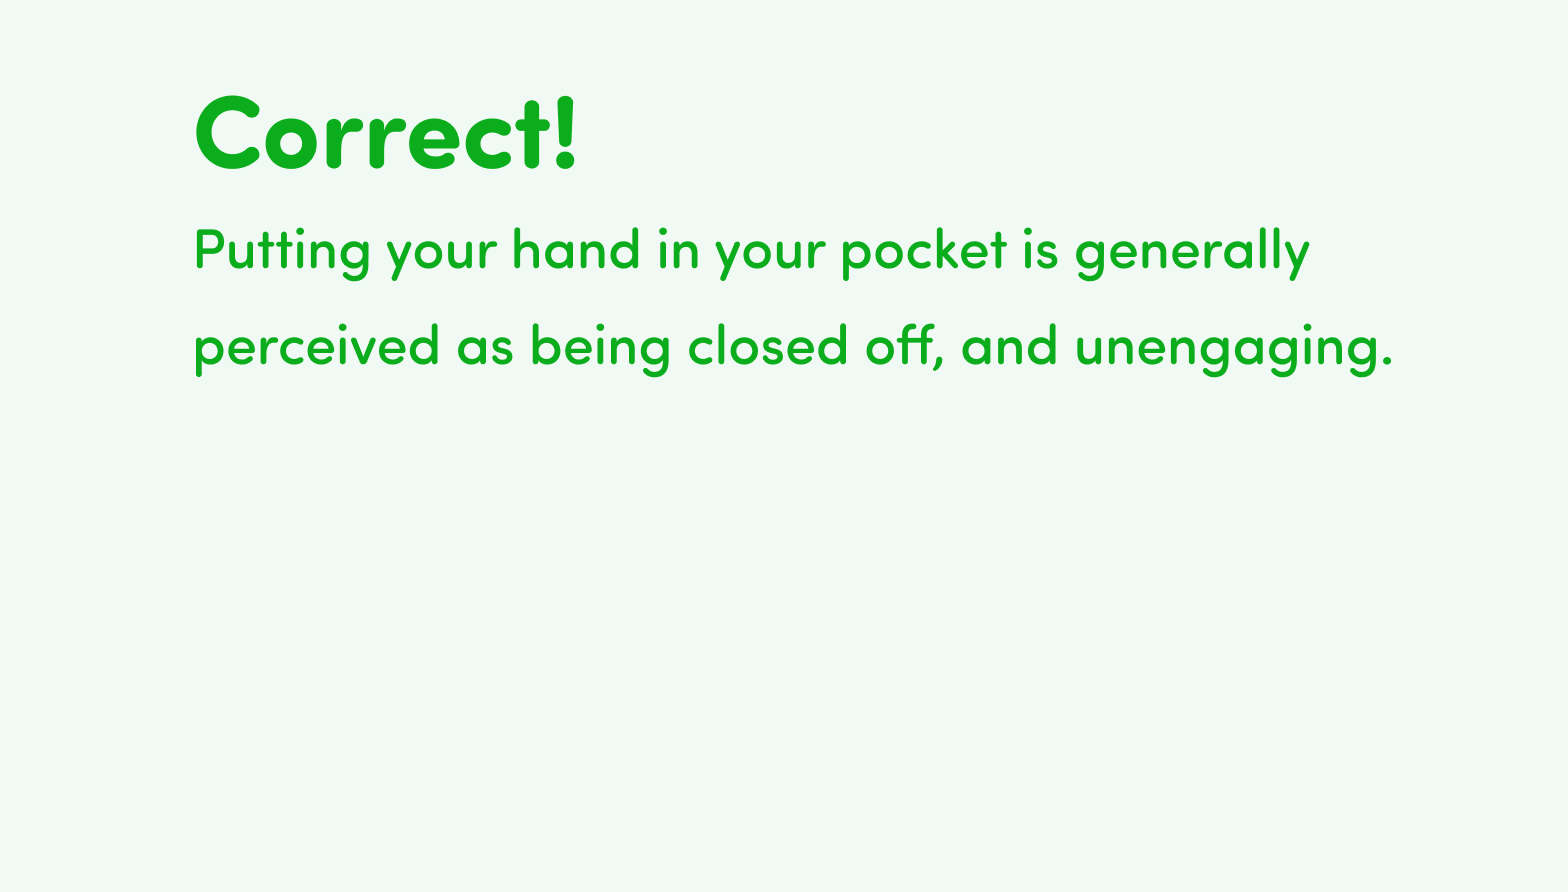 Correct!
Putting your hand in your pocket is generally
perceived as being closed off, and unengaging.